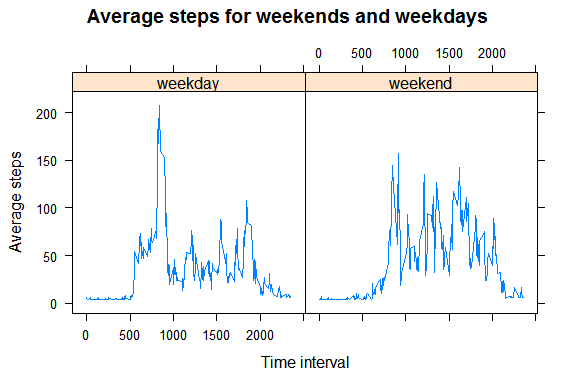 Average steps for weekends and weekdays
0 500 1000 1500 2000
weekday weekend
200
150
100
50
0
Average steps
0 500 1000 1500 2000
Time interval